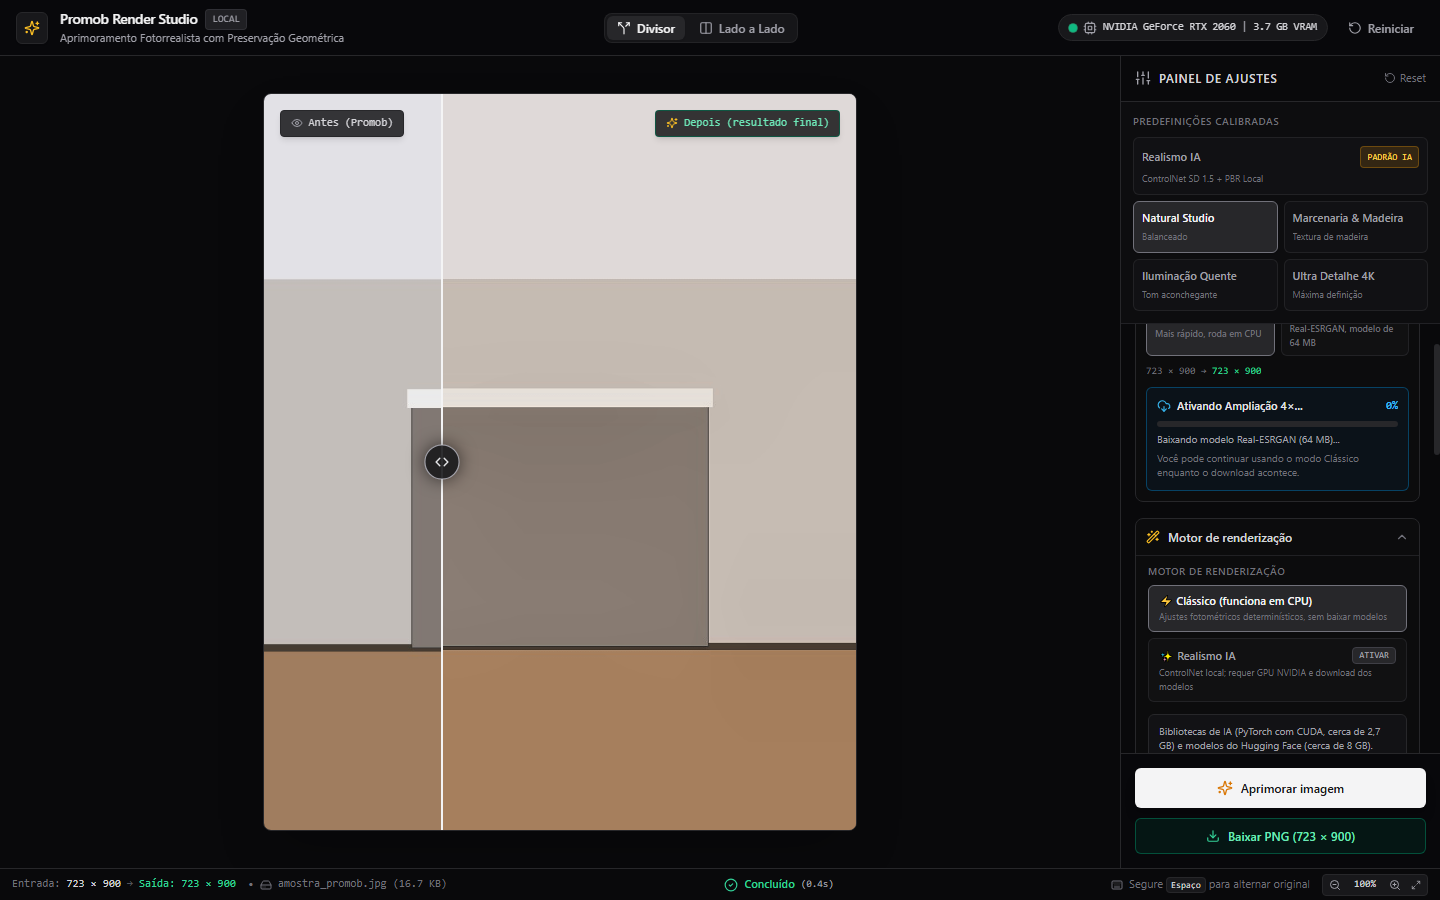 Promob Render Studio LOCAL
Aprimoramento Fotorrealista com Preservação Geométrica
Divisor
Lado a Lado
NVIDIA GeForce RTX 2060 | 3.7 GB VRAM
Reiniciar
Antes (Promob)
Depois (resultado final)
PAINEL DE AJUSTES
Reset
PREDEFINIÇÕES CALIBRADAS
Realismo IA
PADRÃO IA
ControlNet SD 1.5 + PBR Local
Natural Studio
Balanceado
Marcenaria & Madeira
Textura de madeira
Iluminação Quente
Tom aconchegante
Ultra Detalhe 4K
Máxima definição
Mais rápido, roda em CPU
Real-ESRGAN, modelo de
64 MB
723 × 900 → 723 × 900
Ativando Ampliação 4×...
0%
Baixando modelo Real-ESRGAN (64 MB)...
Você pode continuar usando o modo Clássico
enquanto o download acontece.
Motor de renderização
MOTOR DE RENDERIZAÇÃO
Clássico (funciona em CPU)
Ajustes fotométricos determinísticos, sem baixar modelos
Realismo IA
ATIVAR
ControlNet local; requer GPU NVIDIA e download dos
modelos
Bibliotecas de IA (PyTorch com CUDA, cerca de 2,7
GB) e modelos do Hugging Face (cerca de 8 GB).
Aprimorar imagem
Baixar PNG (723 × 900)
Entrada: 723 × 900 → Saída: 723 × 900 • amostra_promob.jpg (16.7 KB)
Concluído (0.4s)
Segure Espaço para alternar original
100%